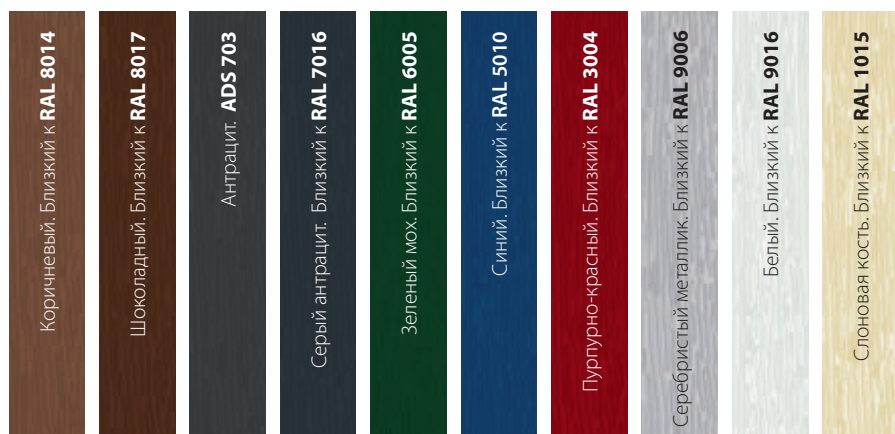 Коричневый. Близкий к RAL 8014
Шоколадный. Близкий к RAL 8017
Антрацит. ADS 703
Серый антрацит. Близкий к RAL 7016
Зеленый мох. Близкий к RAL 6005
Синий. Близкий к RAL 5010
Пурпурно-красный. Близкий к RAL 3004
Серебристый металлик. Близкий к RAL 9006
Белый. Близкий к RAL 9016
Слоновая кость. Близкий к RAL 1015